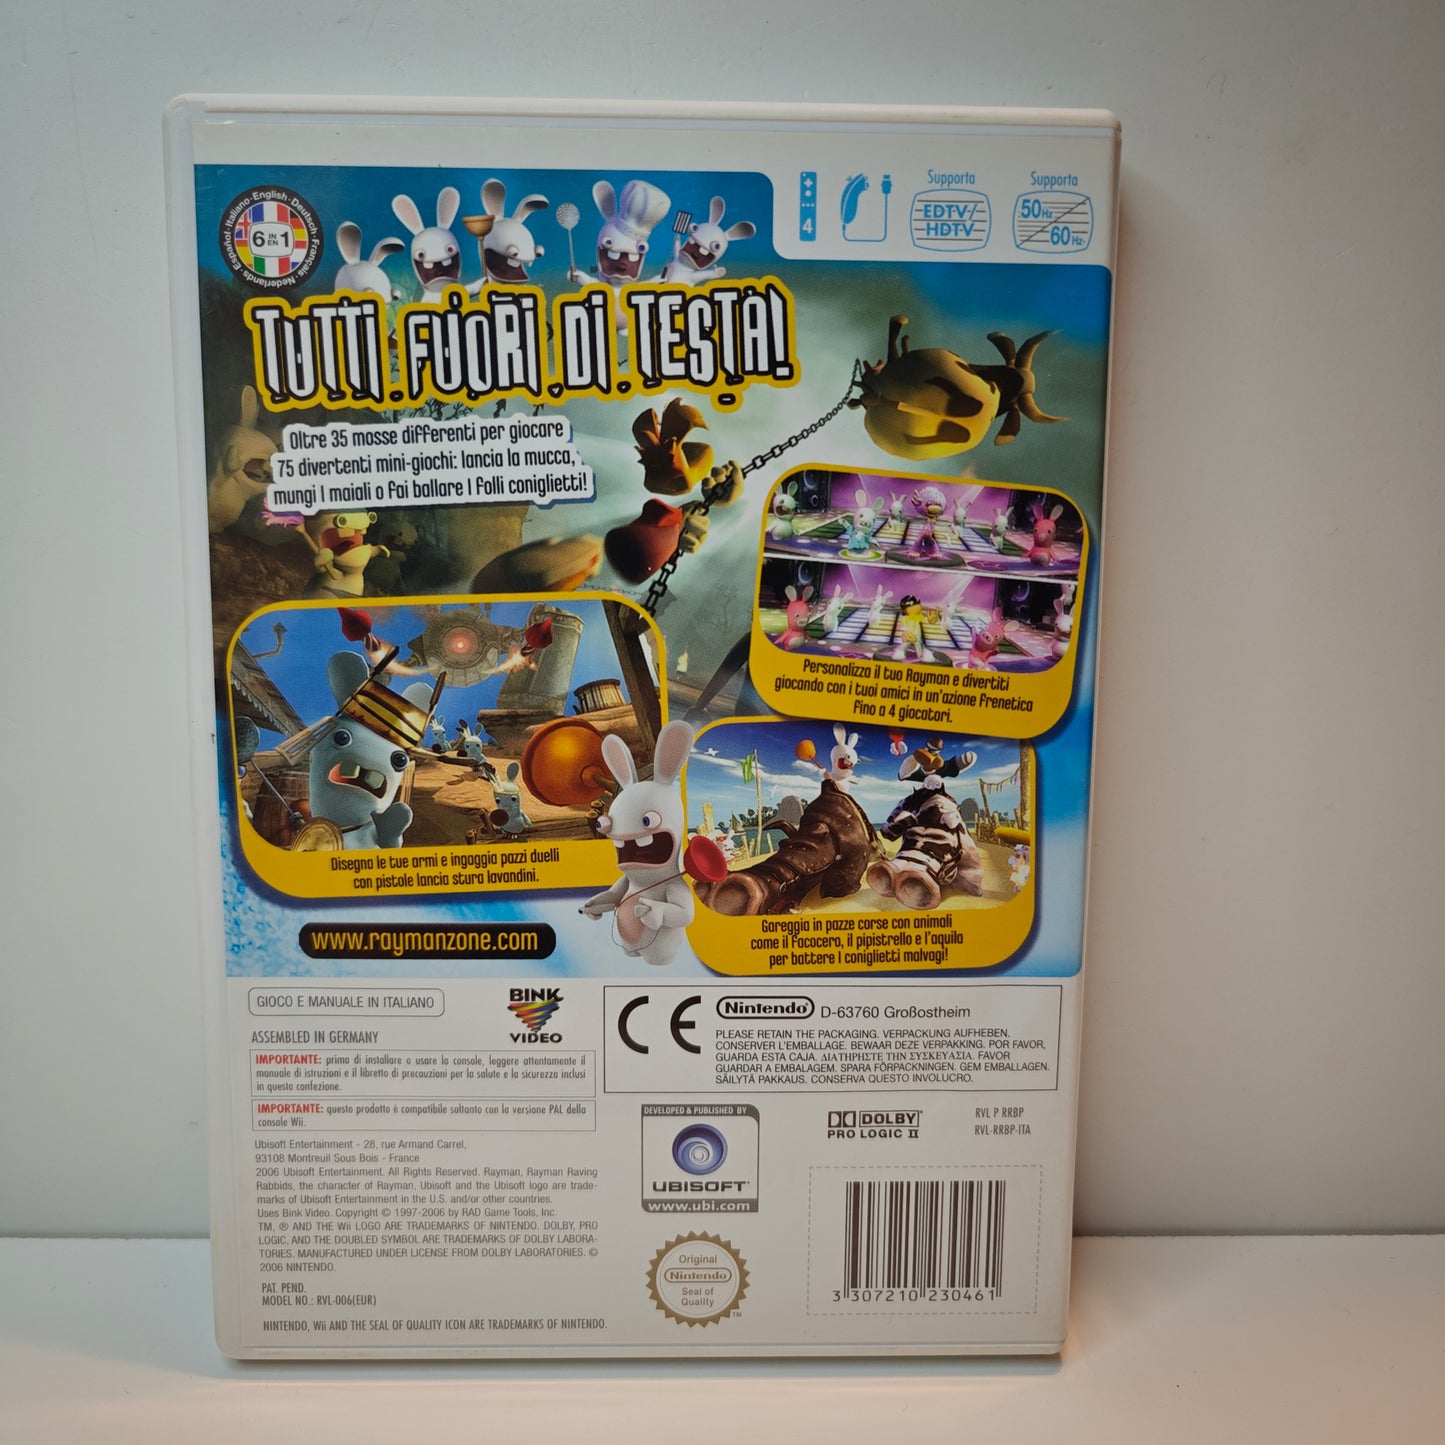 Italiano·English·Deutsch·Français·Nederlands·Español
6 IN EN 1
4
Supporta
EDTV/
HDTV
Supporta
50Hz
60Hz
TUTTI FUORI DI TESTA!
Oltre 35 mosse differenti per giocare
75 divertenti mini-giochi: lancia la mucca,
mungi I maiali o fai ballare I folli coniglietti!
Personalizza il tuo Rayman e divertiti
giocando con i tuoi amici in un'azione frenetica
fino a 4 giocatori.
Disegna le tue armi e ingaggia pazzi duelli
con pistole lancia stura lavandini.
Gareggia in pazze corse con animali
come il facocero, il pipistrello e l'aquila
per battere I coniglietti malvagi!
www.raymanzone.com
GIOCO E MANUALE IN ITALIANO
BINK
VIDEO
ASSEMBLED IN GERMANY
IMPORTANTE: prima di installare o usare la console, leggere attentamente il
manuale di istruzioni e il libretto di precauzioni per la salute e la sicurezza inclusi
in questa confezione.
IMPORTANTE: questo prodotto è compatibile soltanto con la versione PAL della
console Wii.
CE
Nintendo D-63760 Großostheim
PLEASE RETAIN THE PACKAGING. VERPACKUNG AUFHEBEN.
CONSERVER L'EMBALLAGE. BEWAAR DEZE VERPAKKING. POR FAVOR,
GUARDA ESTA CAJA. ΔΙΑΤΗΡΗΣΤΕ ΤΗΝ ΣΥΣΚΕΥΑΣΙΑ. FAVOR
GUARDAR A EMBALAGEM. SPARA FÖRPACKNINGEN. GEM EMBALLAGEN.
SÄILYTÄ PAKKAUS. CONSERVA QUESTO INVOLUCRO.
Ubisoft Entertainment - 28, rue Armand Carrel,
93108 Montreuil Sous Bois - France
2006 Ubisoft Entertainment. All Rights Reserved. Rayman, Rayman Raving
Rabbids, the character of Rayman, Ubisoft and the Ubisoft logo are trade-
marks of Ubisoft Entertainment in the U.S. and/or other countries.
Uses Bink Video. Copyright © 1997-2006 by RAD Game Tools, Inc.
TM, ® AND THE Wii LOGO ARE TRADEMARKS OF NINTENDO. DOLBY, PRO
LOGIC, AND THE DOUBLED SYMBOL ARE TRADEMARKS OF DOLBY LABORA-
TORIES. MANUFACTURED UNDER LICENSE FROM DOLBY LABORATORIES. ©
2006 NINTENDO.
PAT. PEND.
MODEL NO.: RVL-006(EUR)
NINTENDO, Wii AND THE SEAL OF QUALITY ICON ARE TRADEMARKS OF NINTENDO.
DEVELOPED & PUBLISHED BY
UBISOFT
www.ubi.com
DOLBY
PRO LOGIC II
RVL P RRBP
RVL-RRBP-ITA
Original
Nintendo
Seal of
Quality
TM
3 307210 230461